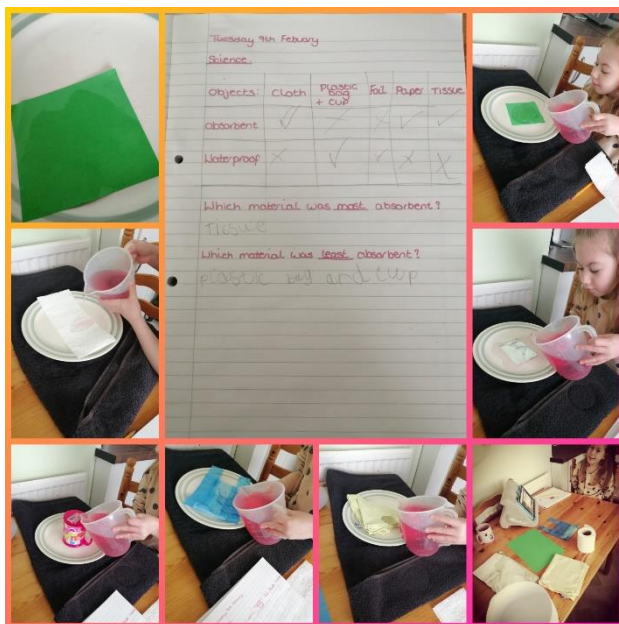 Tuesday 9th Febuary
Science
Objects: Cloth Plastic bag + cup Foil Paper Tissue
absorbent ✓ ✗ ✗ ✓ ✓
Waterproof ✗ ✓ ✓ ✗ ✗
Which material was most absorbent?
Tissue
Which material was least absorbent?
plastic bag and cup